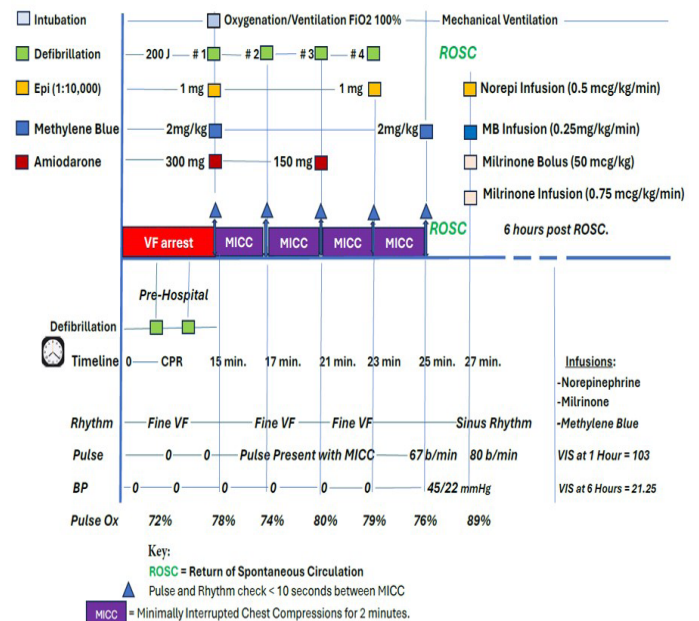 Intubation Oxygenation/Ventilation FiO2 100% Mechanical Ventilation
Defibrillation 200 J #1 #2 #3 #4 ROSC
Epi (1:10,000) 1 mg 1 mg Norepi Infusion (0.5 mcg/kg/min)
Methylene Blue 2mg/kg 2mg/kg MB Infusion (0.25mg/kg/min)
Amiodarone 300 mg 150 mg Milrinone Bolus (50 mcg/kg)
Milrinone Infusion (0.75 mcg/kg/min)
ROSC 6 hours post ROSC.
VF arrest MICC MICC MICC MICC
Pre-Hospital
Defibrillation
Timeline 0 CPR 15 min. 17 min. 21 min. 23 min 25 min. 27 min. Infusions:
-Norepinephrine
-Milrinone
Rhythm Fine VF Fine VF Fine VF Sinus Rhythm -Methylene Blue
Pulse 0 0 Pulse Present with MICC 67 b/min 80 b/min VIS at 1 Hour = 103
BP 0 0 0 0 0 0 45/22 mmHg VIS at 6 Hours = 21.25
Pulse Ox 72% 78% 74% 80% 79% 76% 89%
Key:
ROSC = Return of Spontaneous Circulation
Pulse and Rhythm check < 10 seconds between MICC
MICC = Minimally Interrupted Chest Compressions for 2 minutes.